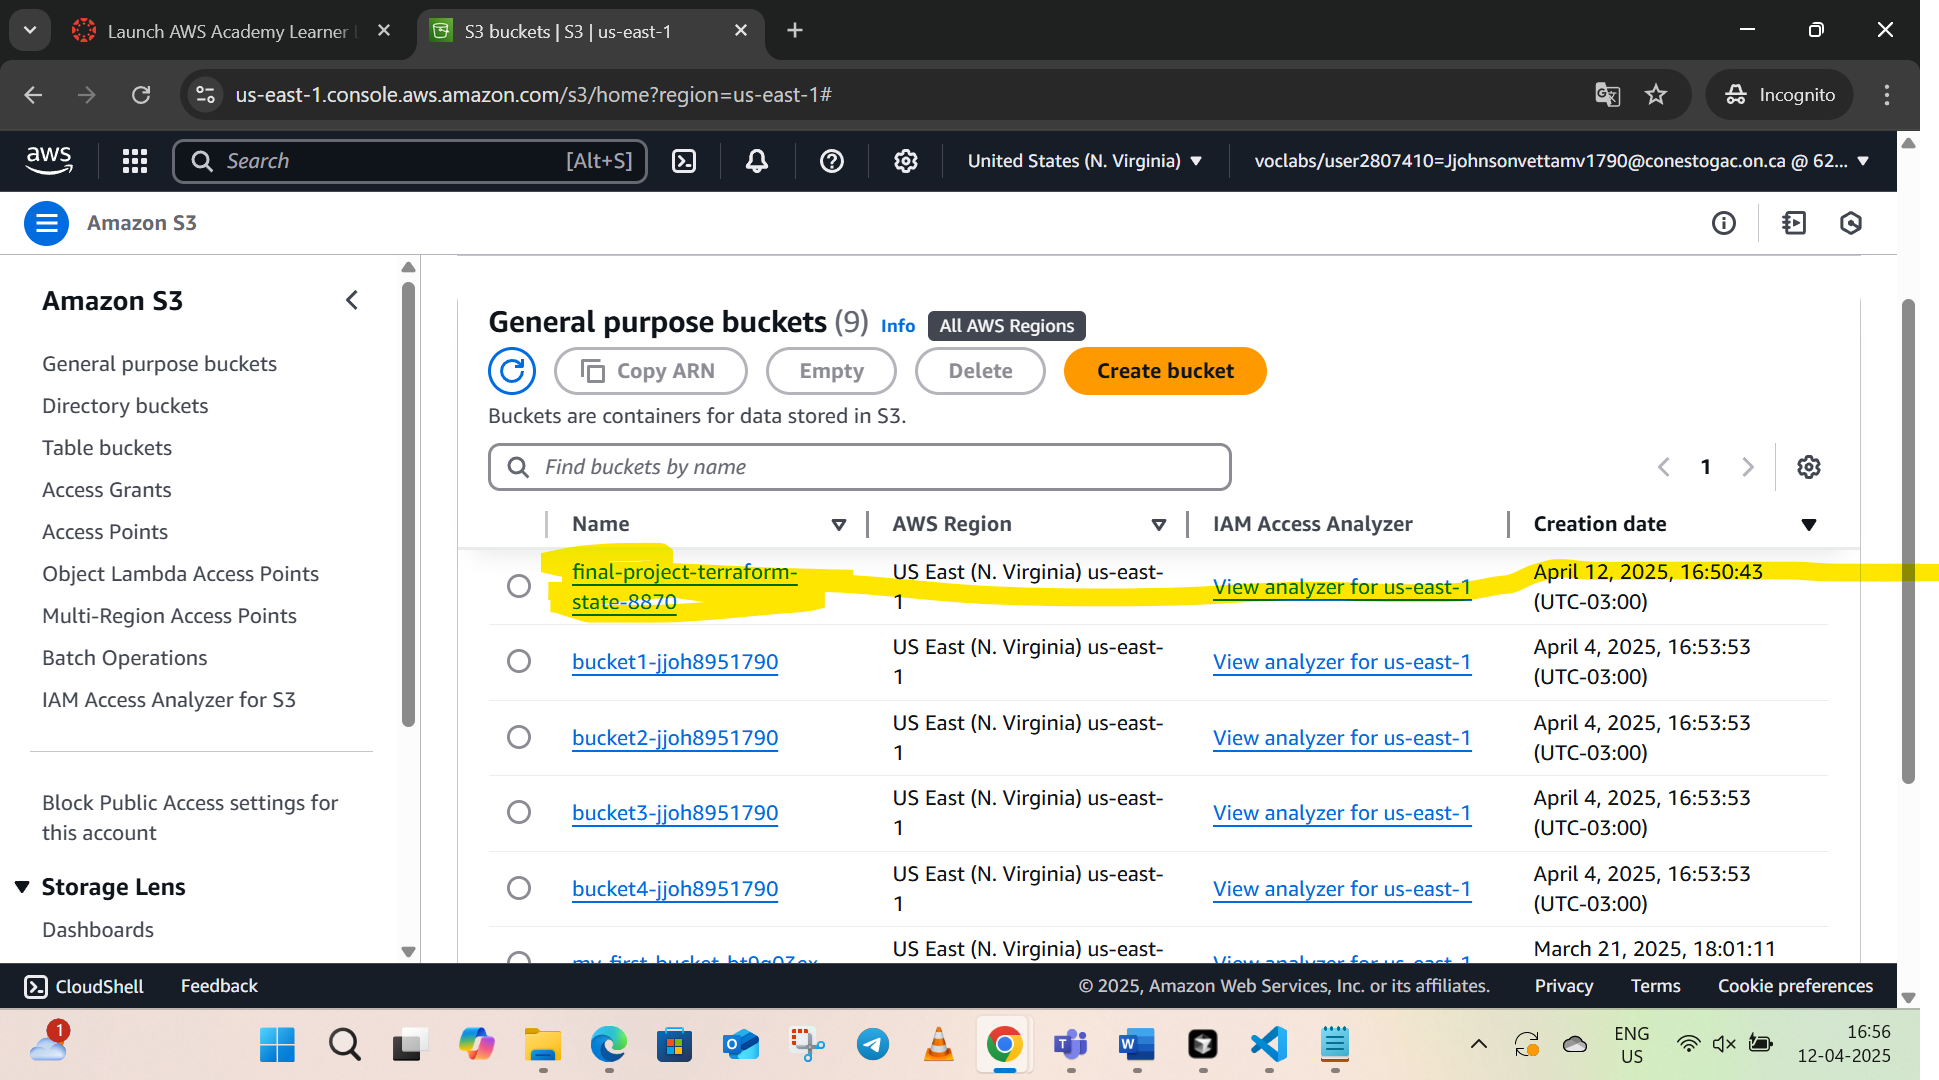 Launch AWS Academy Learner
S3 buckets | S3 | us-east-1
us-east-1.console.aws.amazon.com/s3/home?region=us-east-1#
Incognito
aws
Search
[Alt+S]
United States (N. Virginia)
voclabs/user2807410=Jjohnsonvettamv1790@conestogac.on.ca @ 62...
Amazon S3
Amazon S3
General purpose buckets
Directory buckets
Table buckets
Access Grants
Access Points
Object Lambda Access Points
Multi-Region Access Points
Batch Operations
IAM Access Analyzer for S3
Block Public Access settings for
this account
Storage Lens
Dashboards
General purpose buckets (9) Info All AWS Regions
Copy ARN
Empty
Delete
Create bucket
Buckets are containers for data stored in S3.
Find buckets by name
1
Name
AWS Region
IAM Access Analyzer
Creation date
final-project-terraform-
state-8870
US East (N. Virginia) us-east-
1
View analyzer for us-east-1
April 12, 2025, 16:50:43
(UTC-03:00)
bucket1-jjoh8951790
US East (N. Virginia) us-east-
1
View analyzer for us-east-1
April 4, 2025, 16:53:53
(UTC-03:00)
bucket2-jjoh8951790
US East (N. Virginia) us-east-
1
View analyzer for us-east-1
April 4, 2025, 16:53:53
(UTC-03:00)
bucket3-jjoh8951790
US East (N. Virginia) us-east-
1
View analyzer for us-east-1
April 4, 2025, 16:53:53
(UTC-03:00)
bucket4-jjoh8951790
US East (N. Virginia) us-east-
1
View analyzer for us-east-1
April 4, 2025, 16:53:53
(UTC-03:00)
US East (N. Virginia) us-east-
View analyzer for us-east-1
March 21, 2025, 18:01:11
CloudShell
Feedback
© 2025, Amazon Web Services, Inc. or its affiliates.
Privacy
Terms
Cookie preferences
1
ENG
US
16:56
12-04-2025